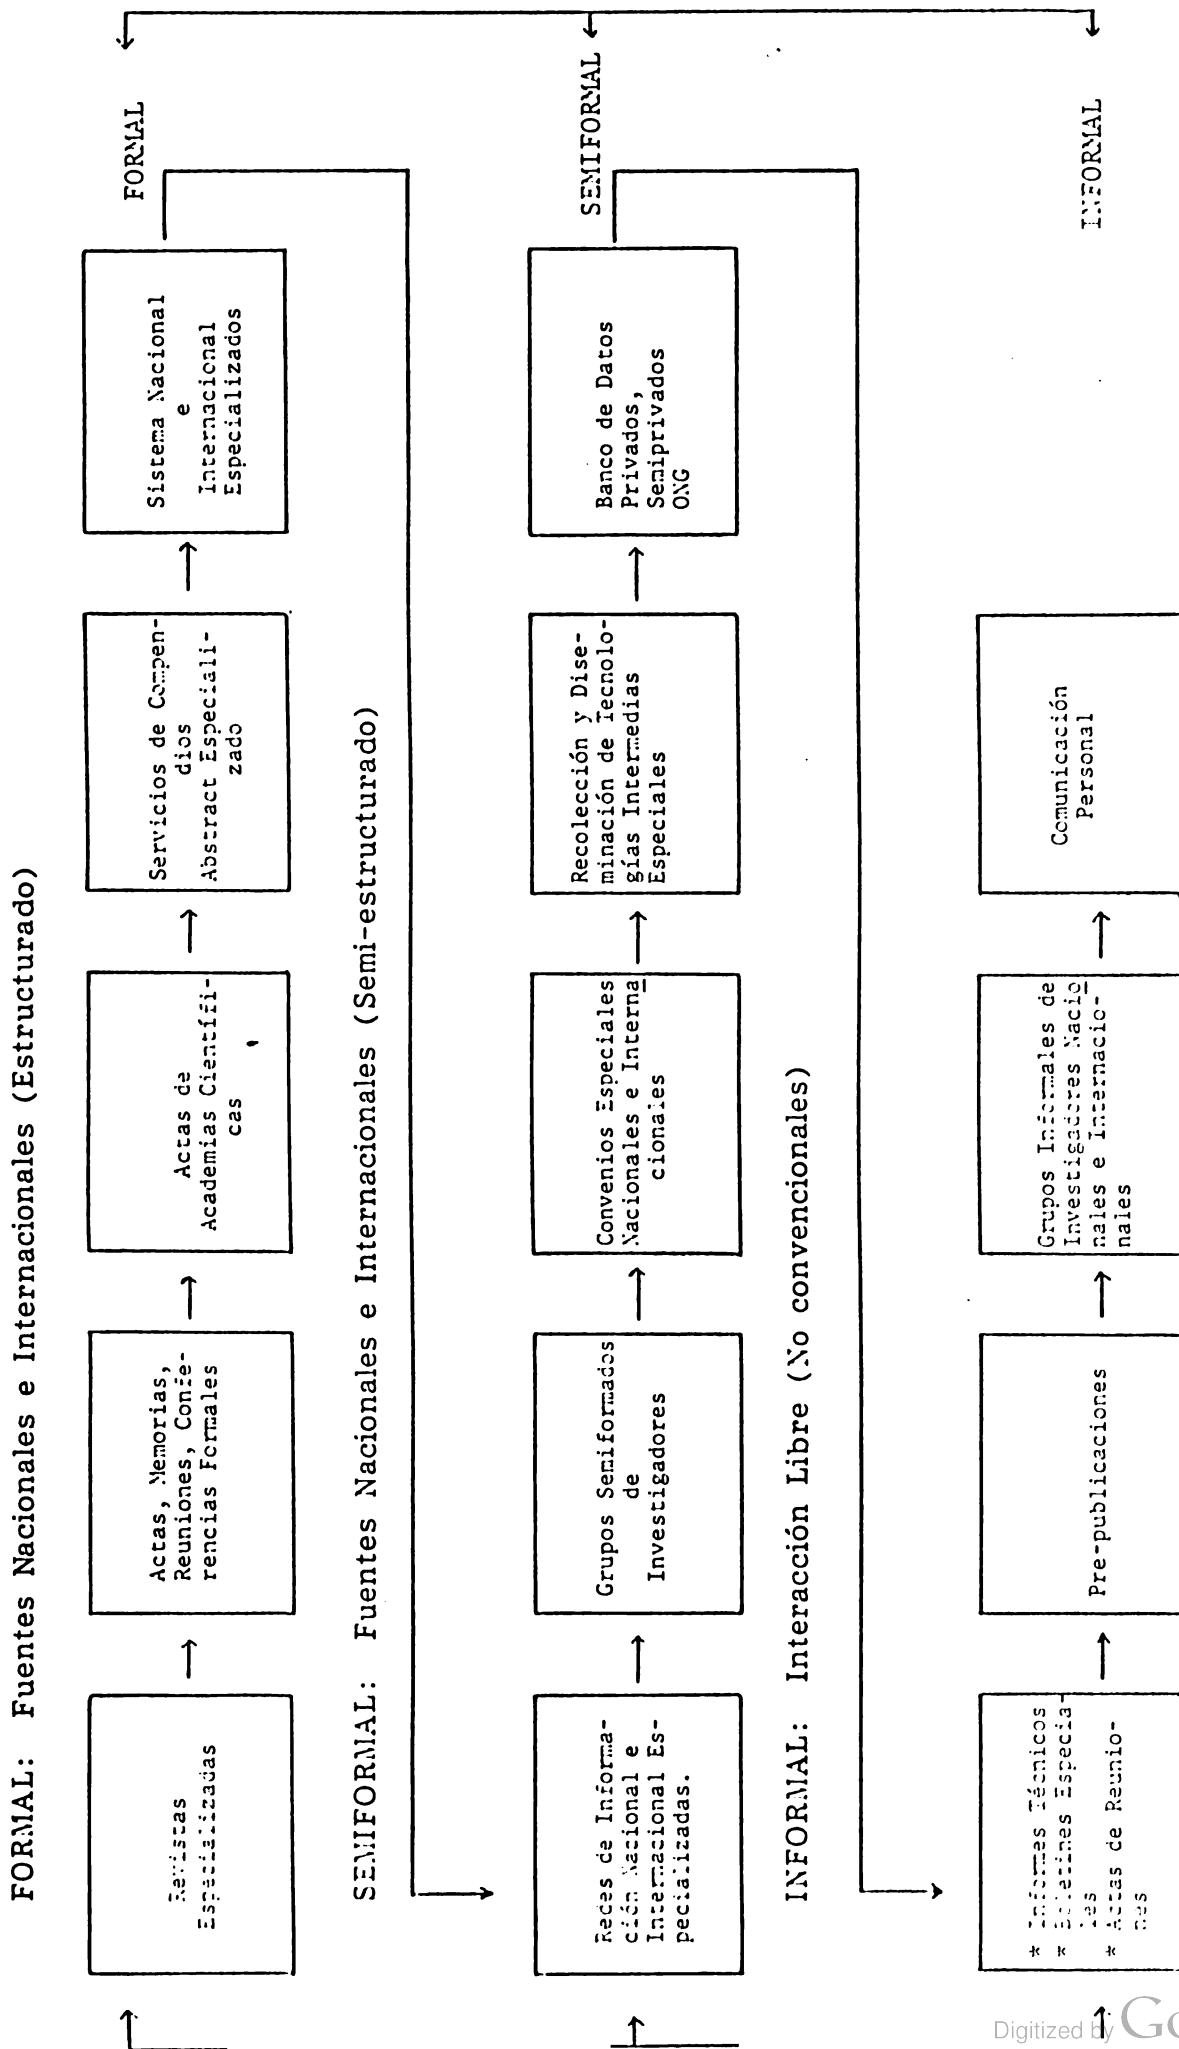 FORMAL: Fuentes Nacionales e Internacionales (Estructurado)
Revistas
Especializadas
Actas, Memorias,
Reuniones, Confe-
rencias Formales
Actas de
Academias Científi-
cas
Servicios de Compen-
dios
Abstract Especiali-
zado
Sistema Nacional
e
Internacional
Especializados
FORMAL
SEMIFORMAL: Fuentes Nacionales e Internacionales (Semi-estructurado)
Redes de Informa-
ción Nacional e
Internacional Es-
pecializadas.
Grupos Semiformados
de
Investigadores
Convenios Especiales
Nacionales e Interna
cionales
Recolección y Dise-
minación de Tecnolo-
gías Intermedias
Especiales
Banco de Datos
Privados,
Semiprivados
ONG
SEMIFORMAL
INFORMAL: Interacción Libre (No convencionales)
* Informes Técnicos
* Boletines Especia-
les
* Actas de Reunio-
nes
Pre-publicaciones
Grupos Informales de
Investigadores Nacio
nales e Internacio-
nales
Comunicación
Personal
INFORMAL
Digitized by